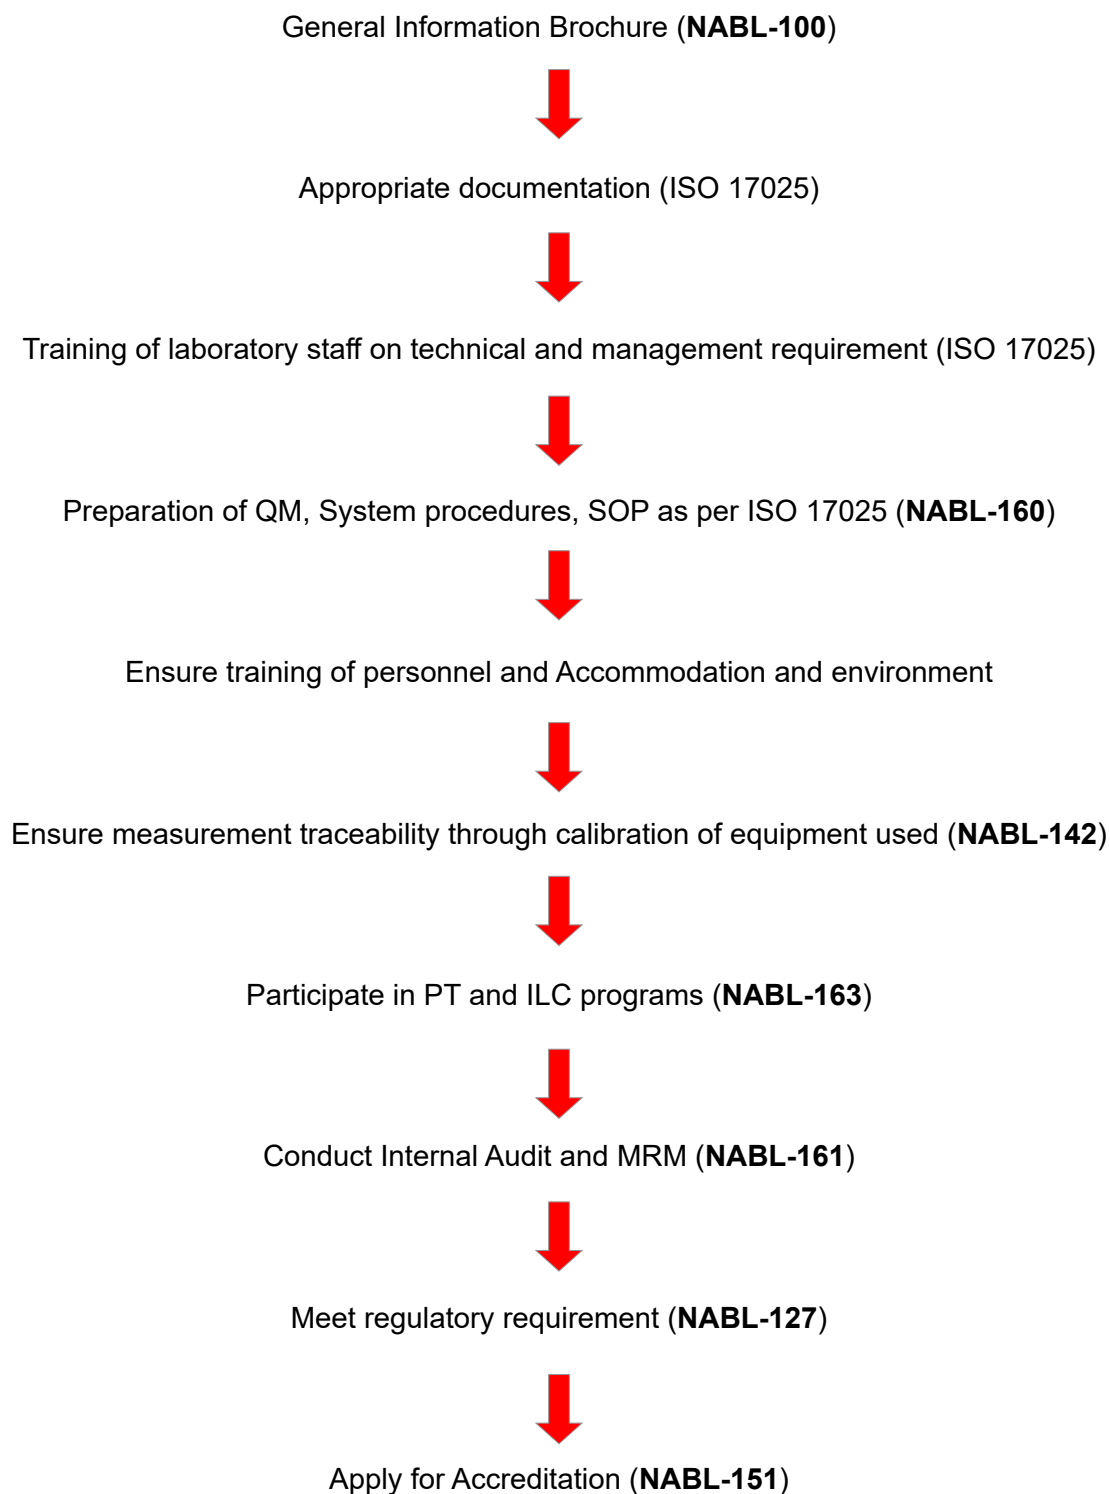 General Information Brochure (NABL-100)
Appropriate documentation (ISO 17025)
Training of laboratory staff on technical and management requirement (ISO 17025)
Preparation of QM, System procedures, SOP as per ISO 17025 (NABL-160)
Ensure training of personnel and Accommodation and environment
Ensure measurement traceability through calibration of equipment used (NABL-142)
Participate in PT and ILC programs (NABL-163)
Conduct Internal Audit and MRM (NABL-161)
Meet regulatory requirement (NABL-127)
Apply for Accreditation (NABL-151)